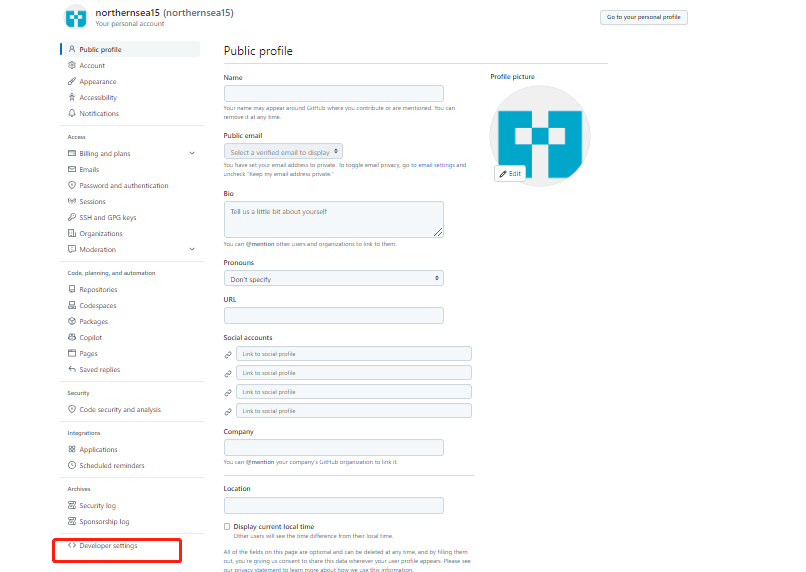 northernsea15 (northernsea15)
Your personal account
Go to your personal profile
Public profile
Account
Appearance
Accessibility
Notifications
Access
Billing and plans
Emails
Password and authentication
Sessions
SSH and GPG keys
Organizations
Moderation
Code, planning, and automation
Repositories
Codespaces
Packages
Copilot
Pages
Saved replies
Security
Code security and analysis
Integrations
Applications
Scheduled reminders
Archives
Security log
Sponsorship log
Developer settings
Public profile
Name
Your name may appear around GitHub where you contribute or are mentioned. You can
remove it at any time.
Public email
Select a verified email to display
You have set your email address to private. To toggle email privacy, go to email settings and
uncheck "Keep my email address private."
Bio
Tell us a little bit about yourself
You can @mention other users and organizations to link to them.
Pronouns
Don't specify
URL
Social accounts
Link to social profile
Link to social profile
Link to social profile
Link to social profile
Company
You can @mention your company's GitHub organization to link it.
Location
Display current local time
Other users will see the time difference from their local time.
All of the fields on this page are optional and can be deleted at any time, and by filling them
out, you're giving us consent to share this data wherever your user profile appears. Please see
our privacy statement to learn more about how we use this information.
Profile picture
Edit